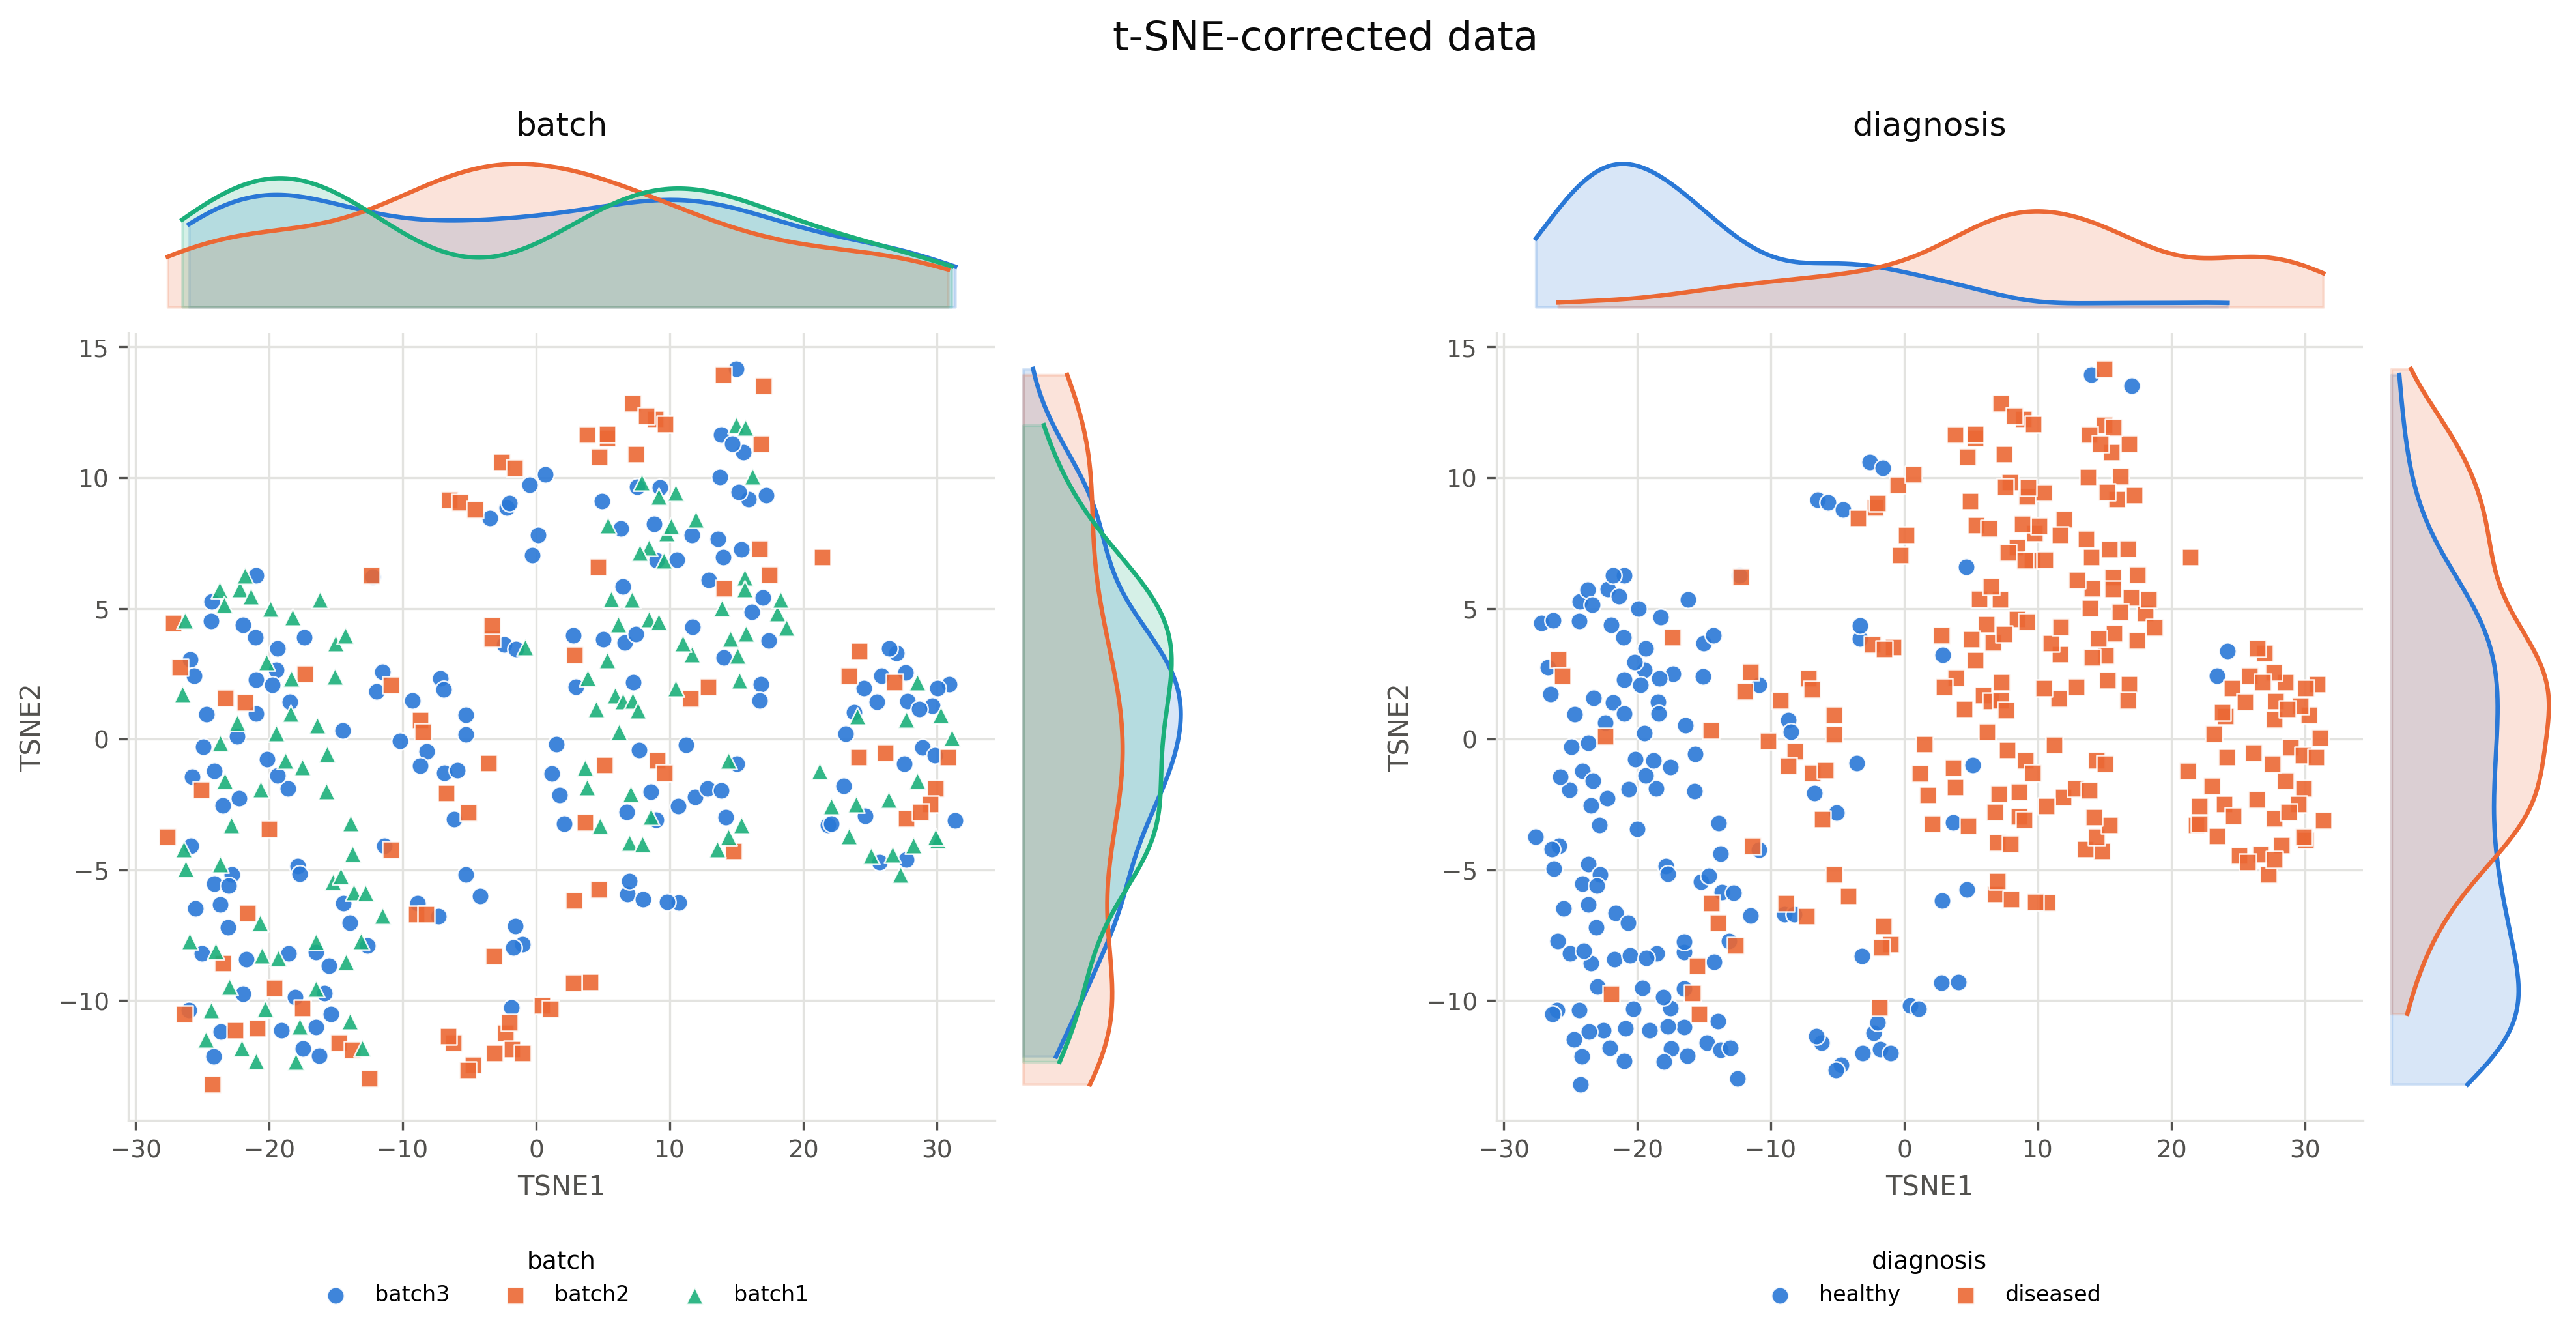 t-SNE-corrected data
batch
diagnosis
15
10
5
0
−5
−10
−30 −20 −10 0 10 20 30
TSNE1
TSNE2
15
10
5
0
−5
−10
−30 −20 −10 0 10 20 30
TSNE1
TSNE2
batch
batch3 batch2 batch1
diagnosis
healthy diseased